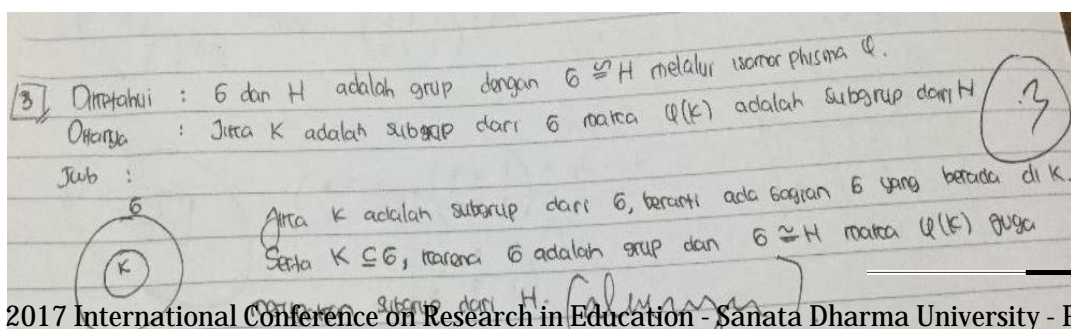 3 Diketahui : G dan H adalah grup dengan G ≅ H melalui isomorphisma φ.
Ditanya : Jika K adalah subgrup dari G maka φ(K) adalah subgrup dari H
3
Jwb :
G
K
Jika K adalah subgrup dari G, berarti ada bagian G yang berada di K.
Serta K ⊆ G, karena G adalah grup dan G ≅ H maka φ(K) juga
merupakan subgrup dari H.
2017 International Conference on Research in Education - Sanata Dharma University - P